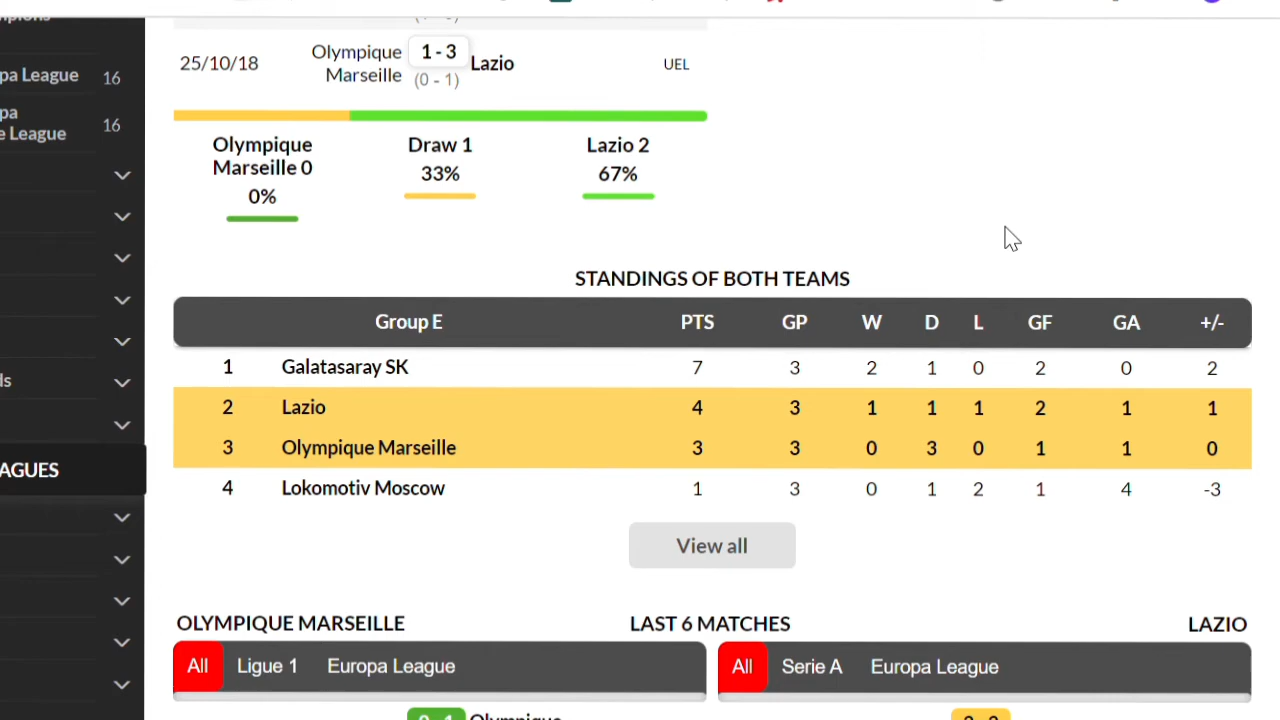 pa League 16
25/10/18 Olympique Marseille 1 - 3 (0 - 1) Lazio UEL
pa
e League 16
Olympique Marseille 0 Draw 1 Lazio 2
0% 33% 67%
STANDINGS OF BOTH TEAMS
Group E PTS GP W D L GF GA +/-
1 Galatasaray SK 7 3 2 1 0 2 0 2
ls
2 Lazio 4 3 1 1 1 2 1 1
3 Olympique Marseille 3 3 0 3 0 1 1 0
AGUES
4 Lokomotiv Moscow 1 3 0 1 2 1 4 -3
View all
OLYMPIQUE MARSEILLE LAST 6 MATCHES LAZIO
All Ligue 1 Europa League All Serie A Europa League
Olympique